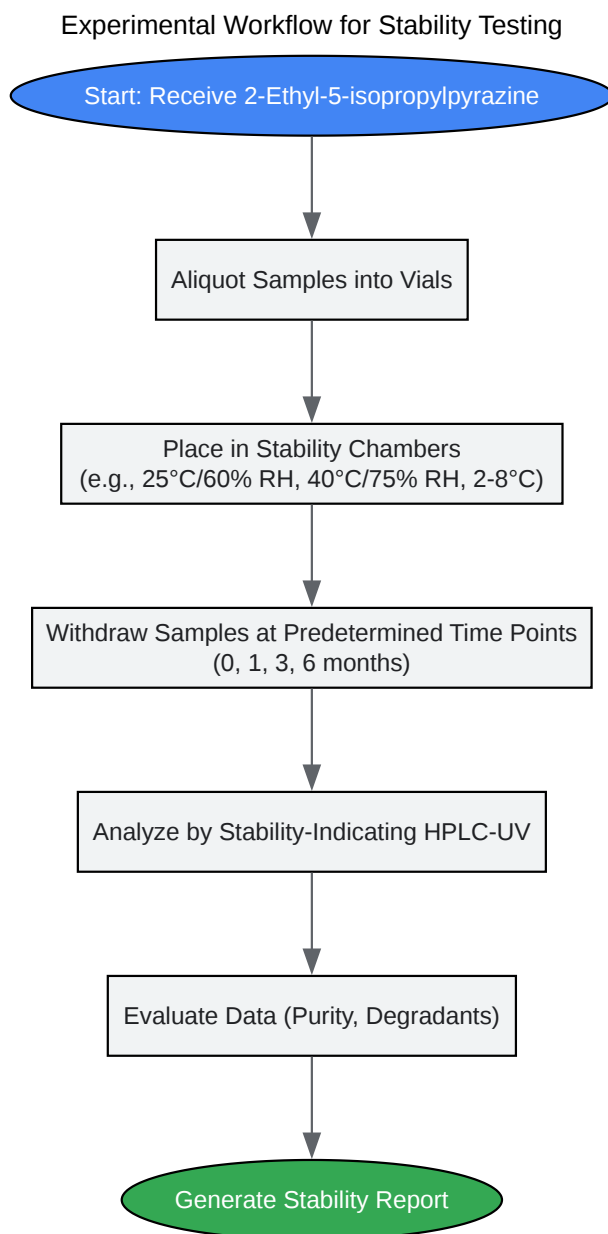 Experimental Workflow for Stability Testing
Start: Receive 2-Ethyl-5-isopropylpyrazine
Aliquot Samples into Vials
Place in Stability Chambers
(e.g., 25°C/60% RH, 40°C/75% RH, 2-8°C)
Withdraw Samples at Predetermined Time Points
(0, 1, 3, 6 months)
Analyze by Stability-Indicating HPLC-UV
Evaluate Data (Purity, Degradants)
Generate Stability Report